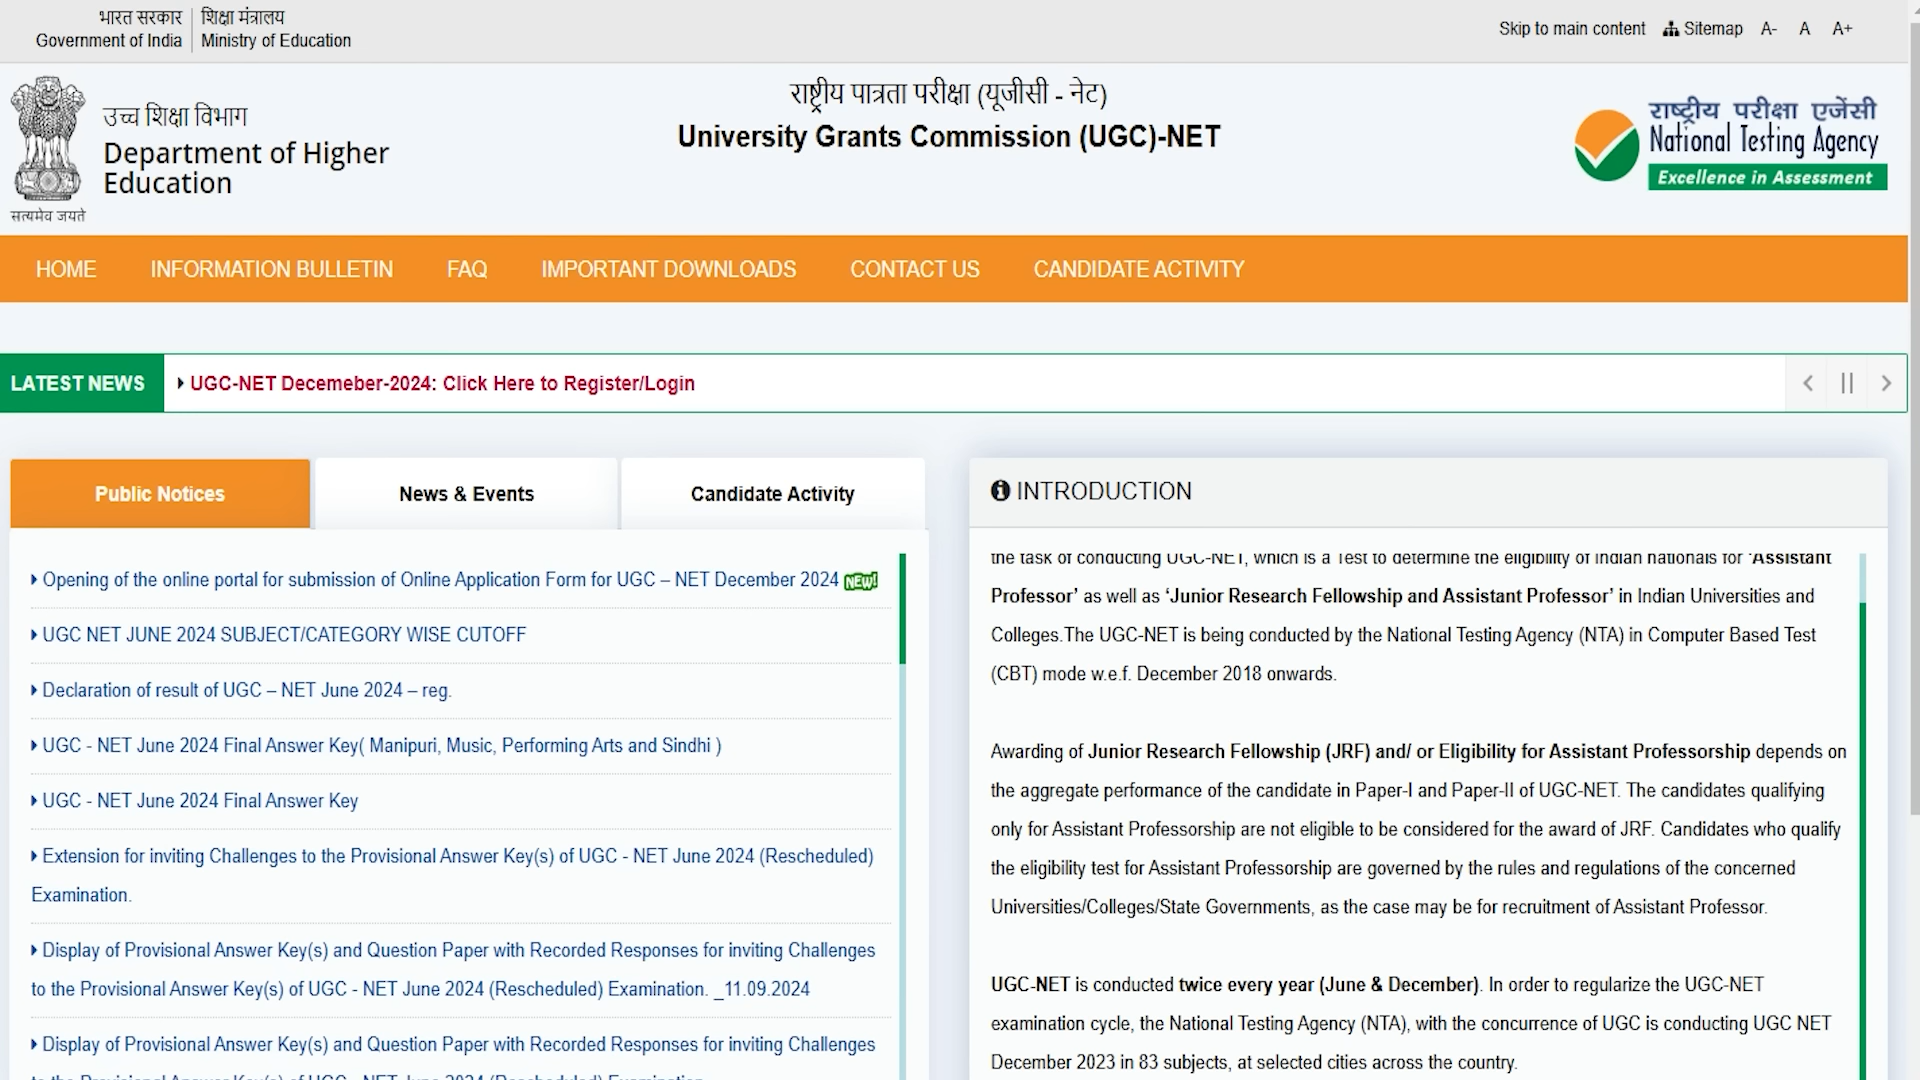 भारत सरकार
Government of India
शिक्षा मंत्रालय
Ministry of Education
Skip to main content
Sitemap
A-
A
A+
सत्यमेव जयते
उच्च शिक्षा विभाग
Department of Higher
Education
राष्ट्रीय पात्रता परीक्षा (यूजीसी - नेट)
University Grants Commission (UGC)-NET
राष्ट्रीय परीक्षा एजेंसी
National Testing Agency
Excellence in Assessment
HOME
INFORMATION BULLETIN
FAQ
IMPORTANT DOWNLOADS
CONTACT US
CANDIDATE ACTIVITY
LATEST NEWS
UGC-NET Decemeber-2024: Click Here to Register/Login
Public Notices
News & Events
Candidate Activity
Opening of the online portal for submission of Online Application Form for UGC – NET December 2024 NEW!
UGC NET JUNE 2024 SUBJECT/CATEGORY WISE CUTOFF
Declaration of result of UGC – NET June 2024 – reg.
UGC - NET June 2024 Final Answer Key( Manipuri, Music, Performing Arts and Sindhi )
UGC - NET June 2024 Final Answer Key
Extension for inviting Challenges to the Provisional Answer Key(s) of UGC - NET June 2024 (Rescheduled)
Examination.
Display of Provisional Answer Key(s) and Question Paper with Recorded Responses for inviting Challenges
to the Provisional Answer Key(s) of UGC - NET June 2024 (Rescheduled) Examination. _11.09.2024
Display of Provisional Answer Key(s) and Question Paper with Recorded Responses for inviting Challenges
to the Provisional Answer Key(s) of UGC - NET June 2024 (Rescheduled) Examination
INTRODUCTION
the task of conducting UGC-NET, which is a Test to determine the eligibility of Indian nationals for ‘Assistant
Professor’ as well as ‘Junior Research Fellowship and Assistant Professor’ in Indian Universities and
Colleges.The UGC-NET is being conducted by the National Testing Agency (NTA) in Computer Based Test
(CBT) mode w.e.f. December 2018 onwards.
Awarding of Junior Research Fellowship (JRF) and/ or Eligibility for Assistant Professorship depends on
the aggregate performance of the candidate in Paper-I and Paper-II of UGC-NET. The candidates qualifying
only for Assistant Professorship are not eligible to be considered for the award of JRF. Candidates who qualify
the eligibility test for Assistant Professorship are governed by the rules and regulations of the concerned
Universities/Colleges/State Governments, as the case may be for recruitment of Assistant Professor.
UGC-NET is conducted twice every year (June & December). In order to regularize the UGC-NET
examination cycle, the National Testing Agency (NTA), with the concurrence of UGC is conducting UGC NET
December 2023 in 83 subjects, at selected cities across the country.